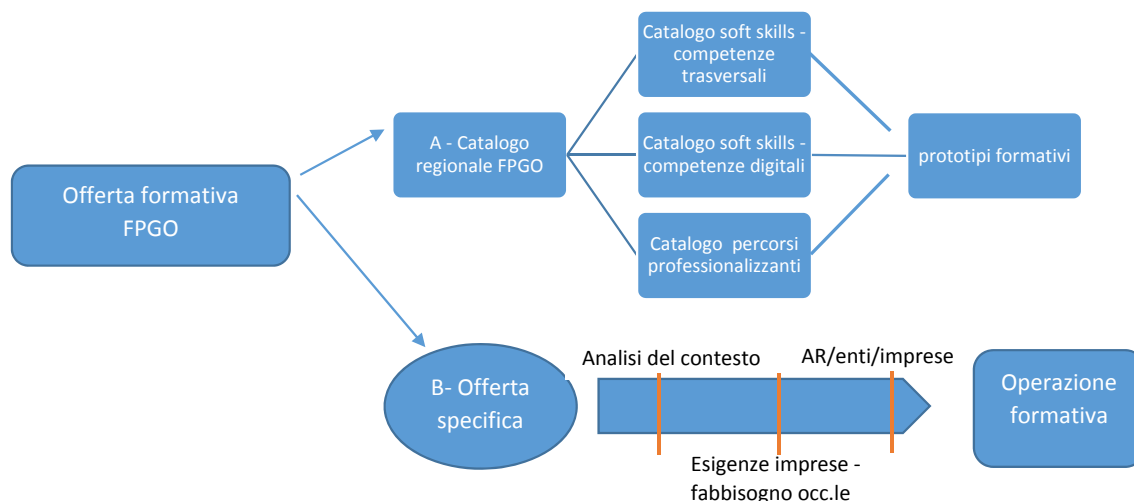 Offerta formativa
FPGO
A - Catalogo
regionale FPGO
Catalogo soft skills -
competenze
trasversali
Catalogo soft skills -
competenze digitali
Catalogo percorsi
professionalizzanti
prototipi formativi
B- Offerta
specifica
Analisi del contesto
AR/enti/imprese
Esigenze imprese -
fabbisogno occ.le
Operazione
formativa